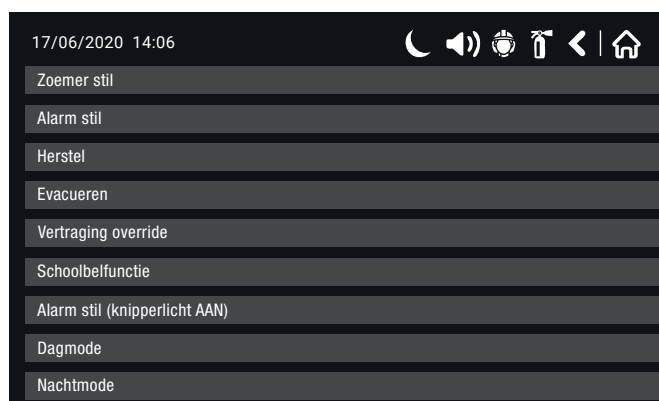 17/06/2020 14:06
Zoemer stil
Alarm stil
Herstel
Evacueren
Vertraging override
Schoolbelfunctie
Alarm stil (knipperlicht AAN)
Dagmode
Nachtmode